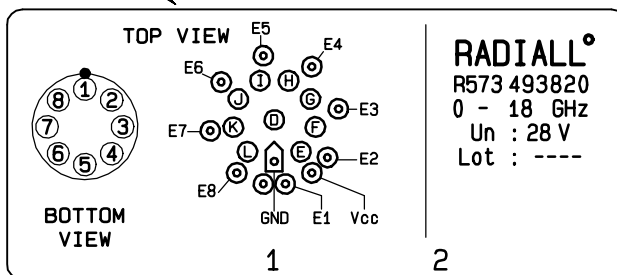 TOP VIEW
E5
E4
E6
I
H
J
G
E3
1
8
2
7
3
6
4
5
D
E7
K
F
L
E
E2
E8
GND
E1
Vcc
BOTTOM
VIEW
1
RADIALL°
R573 493820
0 - 18 GHz
Un : 28 V
Lot : ----
2